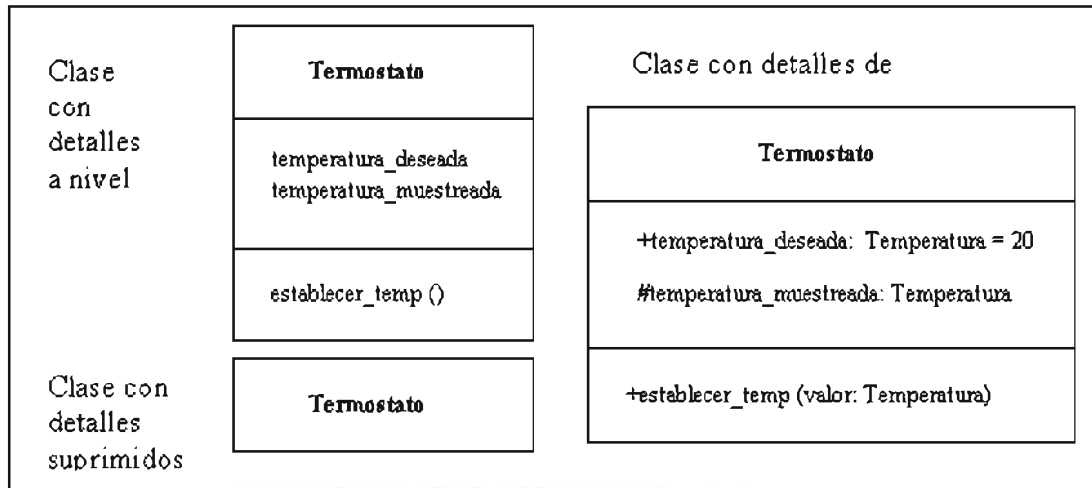 Clase
con
detalles
a nivel
Termostato
temperatura_deseada
temperatura_muestreada
establecer_temp ()
Clase con
detalles
suprimidos
Termostato
Clase con detalles de
Termostato
+temperatura_deseada: Temperatura = 20
#temperatura_muestreada: Temperatura
+establecer_temp (valor: Temperatura)